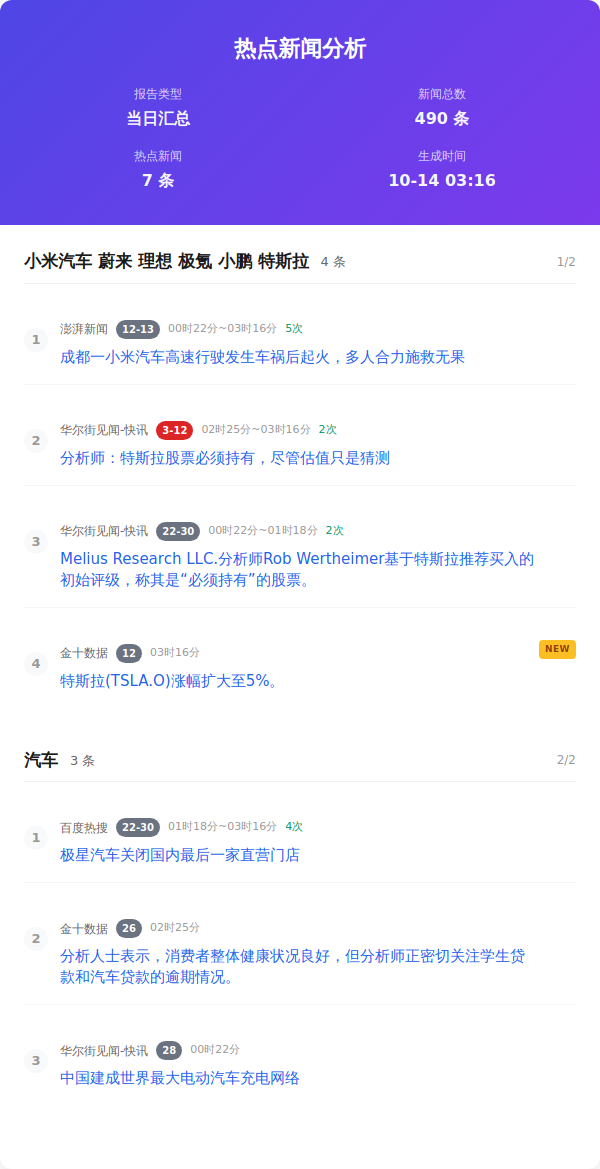 热点新闻分析
报告类型
新闻总数
当日汇总
490 条
热点新闻
生成时间
7 条
10-14 03:16
小米汽车 蔚来 理想 极氪 小鹏 特斯拉 4 条 1/2
1
澎湃新闻 12-13 00时22分~03时16分 5次
成都一小米汽车高速行驶发生车祸后起火，多人合力施救无果
2
华尔街见闻-快讯 3-12 02时25分~03时16分 2次
分析师：特斯拉股票必须持有，尽管估值只是猜测
3
华尔街见闻-快讯 22-30 00时22分~01时18分 2次
Melius Research LLC.分析师Rob Wertheimer基于特斯拉推荐买入的
初始评级，称其是“必须持有”的股票。
4
金十数据 12 03时16分 NEW
特斯拉(TSLA.O)涨幅扩大至5%。
汽车 3 条 2/2
1
百度热搜 22-30 01时18分~03时16分 4次
极星汽车关闭国内最后一家直营门店
2
金十数据 26 02时25分
分析人士表示，消费者整体健康状况良好，但分析师正密切关注学生贷
款和汽车贷款的逾期情况。
3
华尔街见闻-快讯 28 00时22分
中国建成世界最大电动汽车充电网络